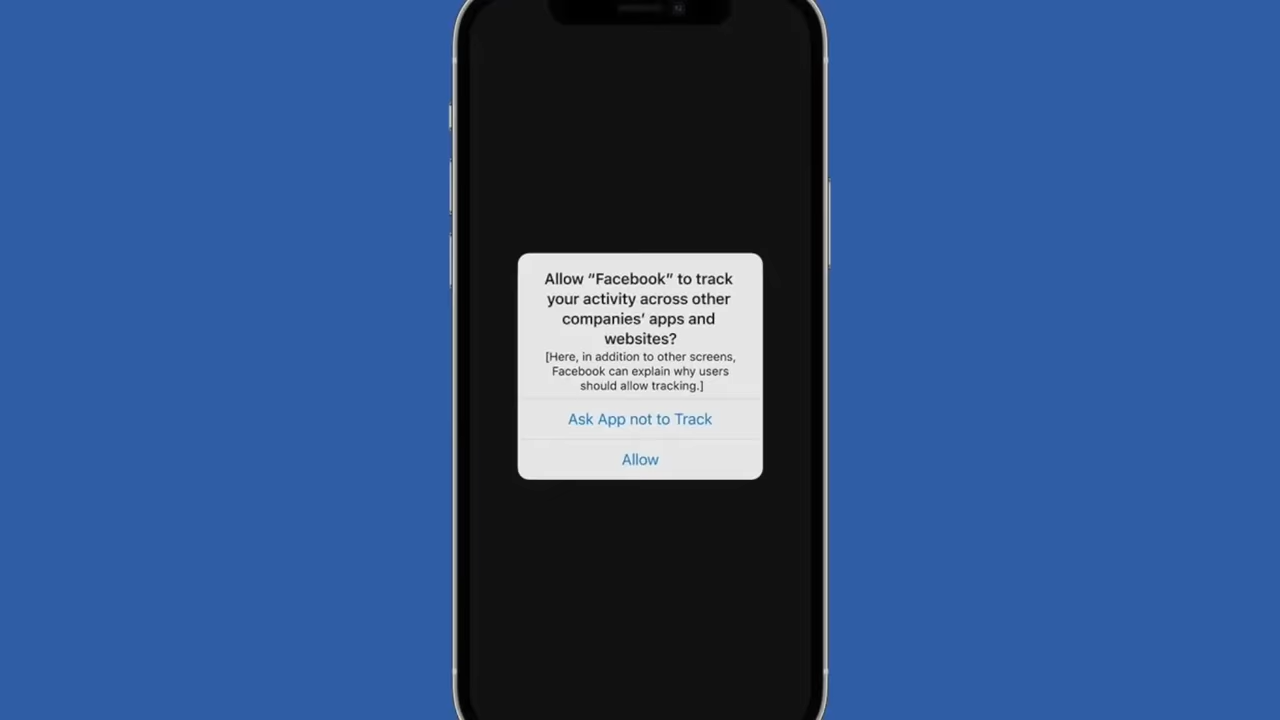 Allow “Facebook” to track
your activity across other
companies‘ apps and
websites?
[Here, in addition to other screens,
Facebook can explain why users
should allow tracking.]
Ask App not to Track
Allow